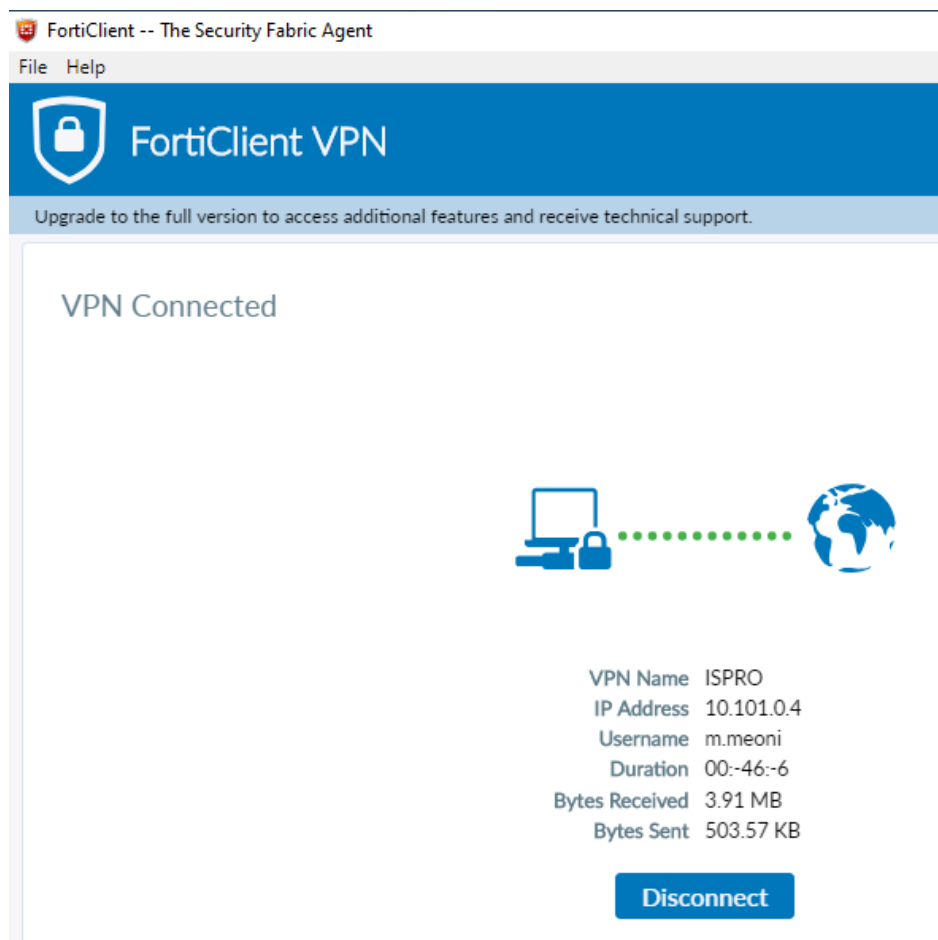 FortiClient -- The Security Fabric Agent
File Help
FortiClient VPN
Upgrade to the full version to access additional features and receive technical support.
VPN Connected
VPN Name ISPRO
IP Address 10.101.0.4
Username m.meoni
Duration 00:-46:-6
Bytes Received 3.91 MB
Bytes Sent 503.57 KB
Disconnect